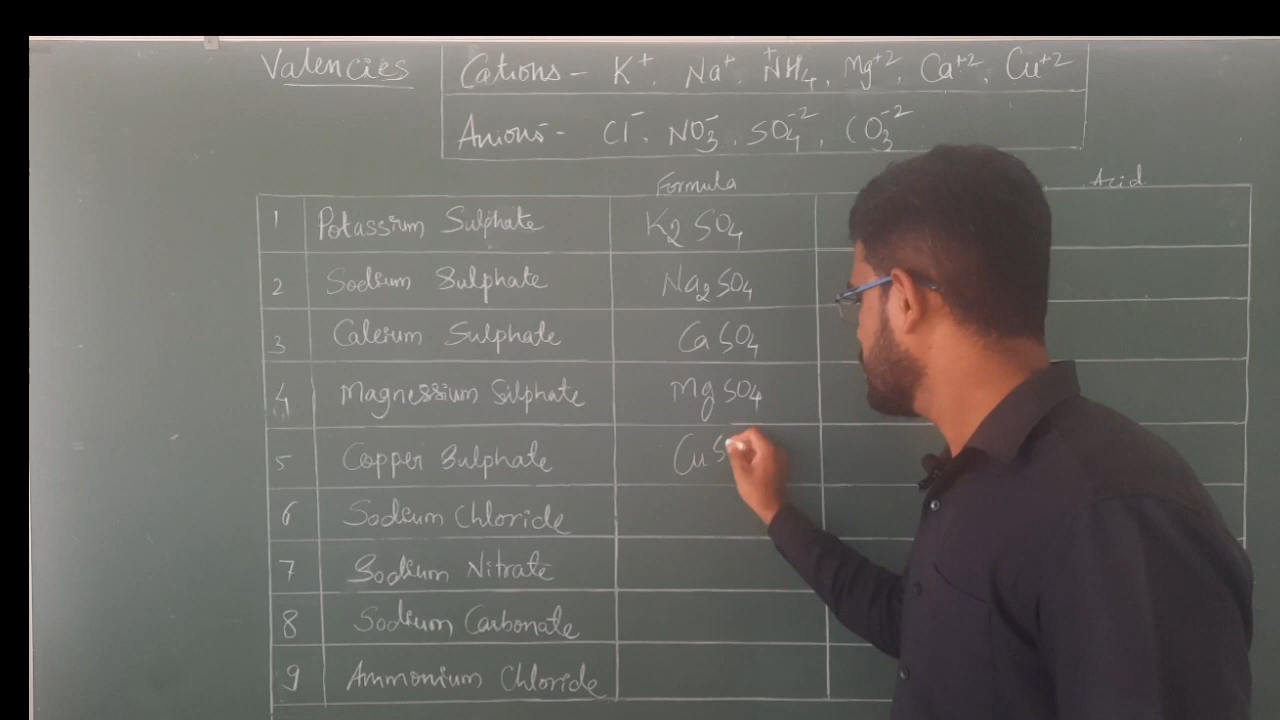 Valencies
Cations - K⁺, Na⁺, ⁺NH₄, Mg⁺², Ca⁺², Cu⁺²
Anions - Cl⁻, NO₃⁻, SO₄⁻², CO₃⁻²
Formula Acid
1 Potassium Sulphate K₂SO₄
2 Sodium Sulphate Na₂SO₄
3 Calcium Sulphate CaSO₄
4 Magnessium Sulphate MgSO₄
5 Copper Sulphate CuS
6 Sodium Chloride
7 Sodium Nitrate
8 Sodium Carbonate
9 Ammonium Chloride